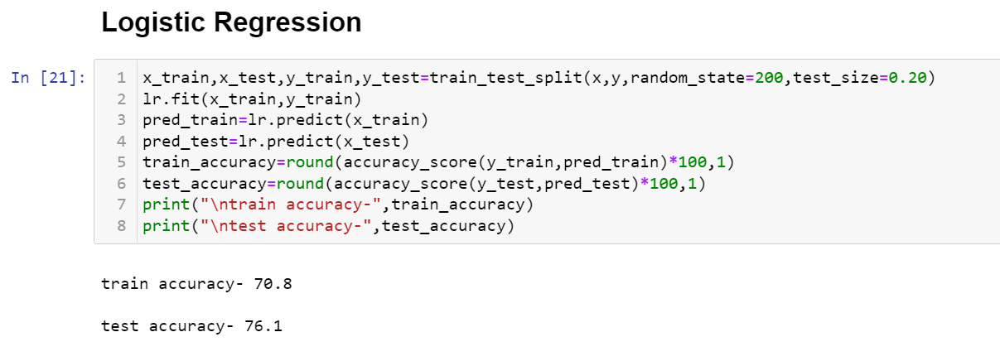 Logistic Regression
In [21]:
1 x_train,x_test,y_train,y_test=train_test_split(x,y,random_state=200,test_size=0.20)
2 lr.fit(x_train,y_train)
3 pred_train=lr.predict(x_train)
4 pred_test=lr.predict(x_test)
5 train_accuracy=round(accuracy_score(y_train,pred_train)*100,1)
6 test_accuracy=round(accuracy_score(y_test,pred_test)*100,1)
7 print("\ntrain accuracy-",train_accuracy)
8 print("\ntest accuracy-",test_accuracy)
train accuracy- 70.8
test accuracy- 76.1